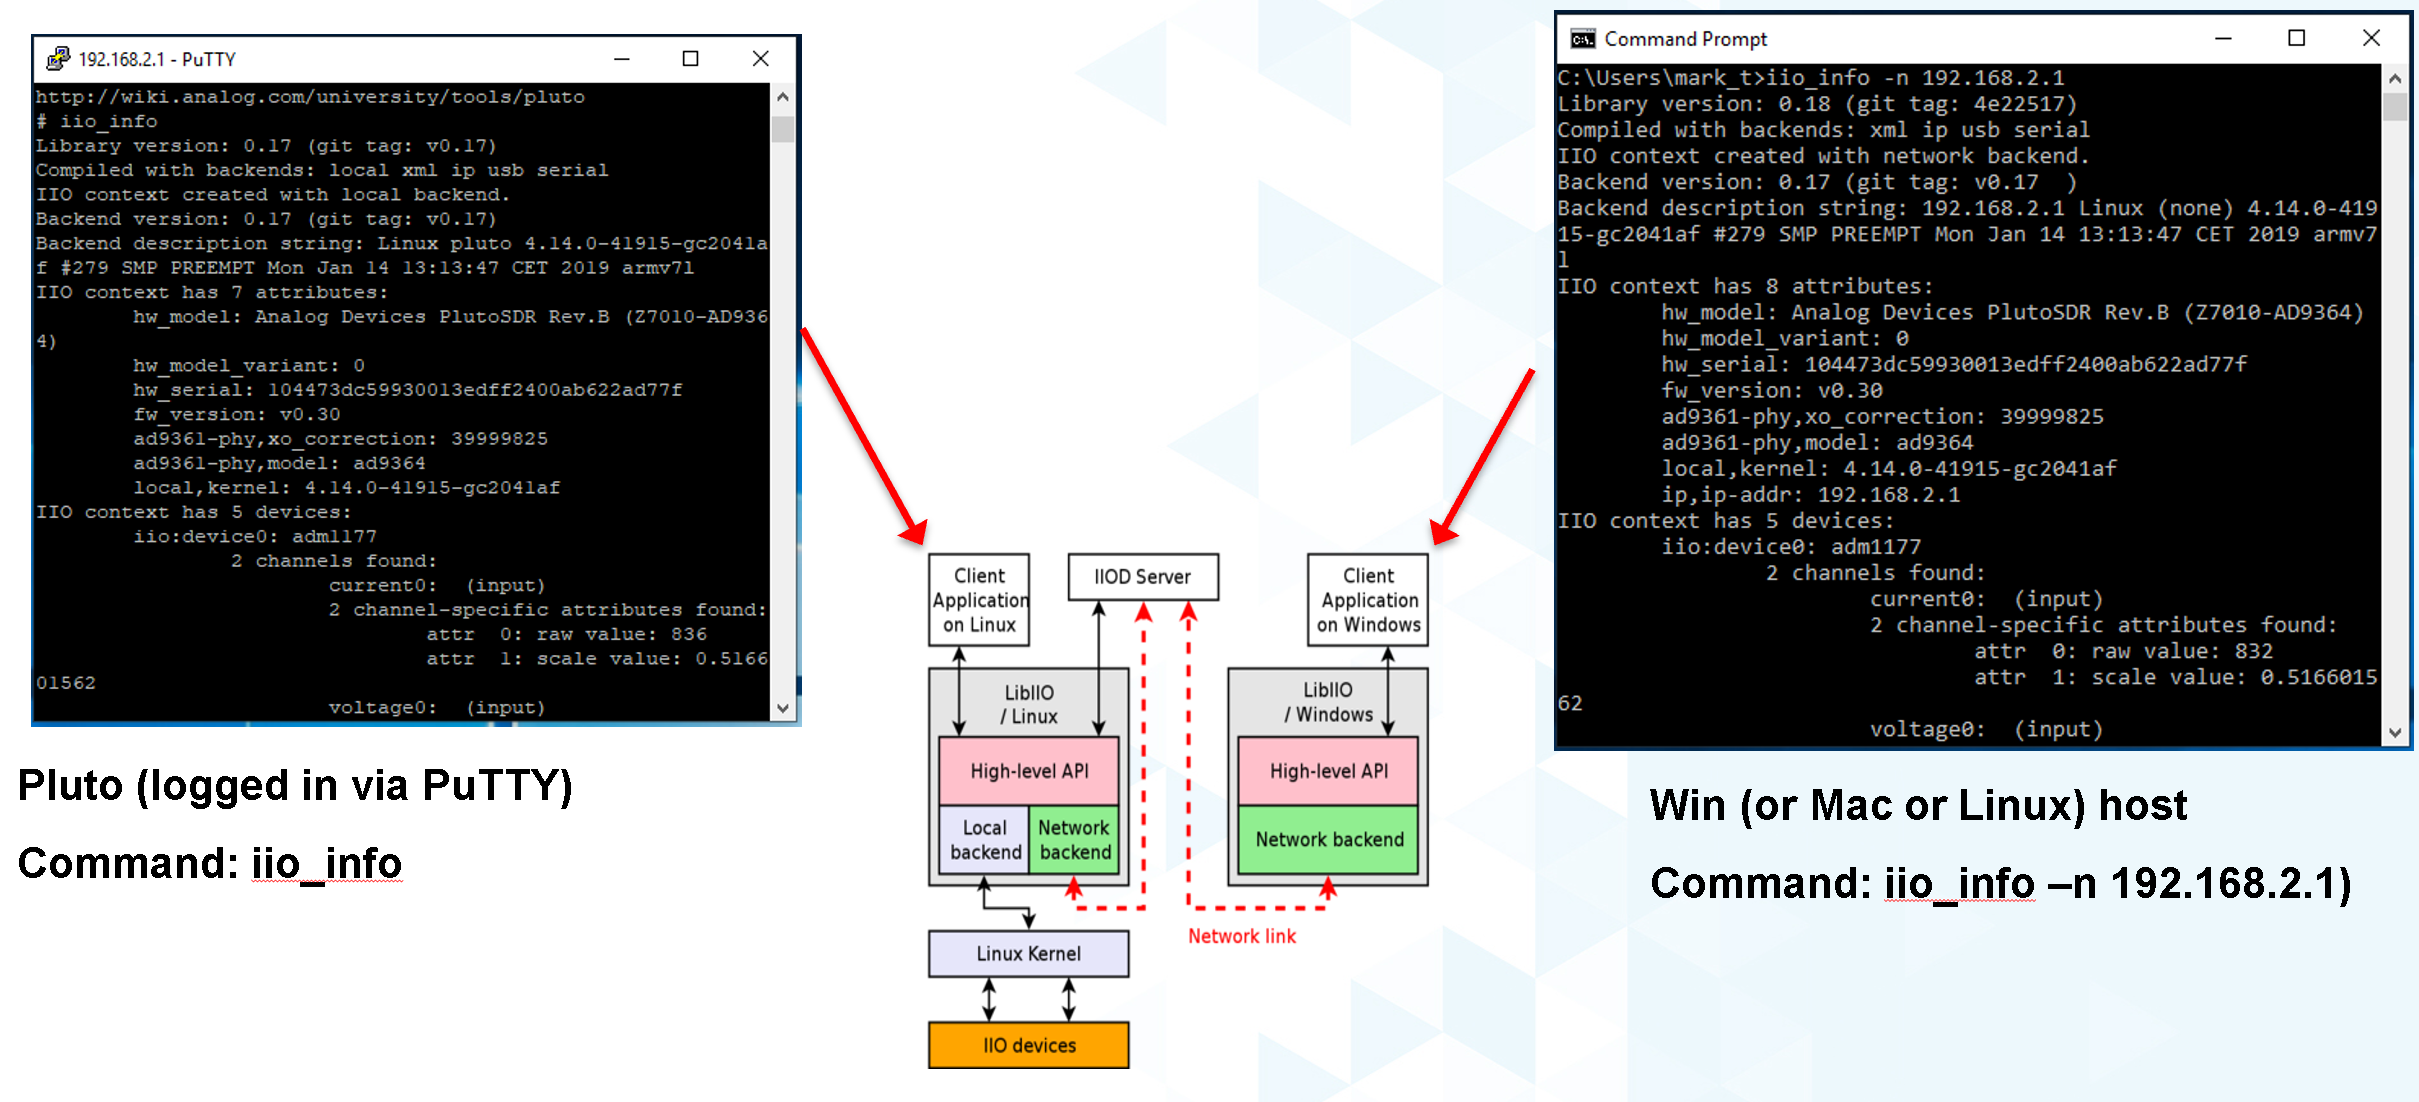 192.168.2.1 - PuTTY
http://wiki.analog.com/university/tools/pluto
# iio_info
Library version: 0.17 (git tag: v0.17)
Compiled with backends: local xml ip usb serial
IIO context created with local backend.
Backend version: 0.17 (git tag: v0.17)
Backend description string: Linux pluto 4.14.0-41915-gc2041a
f #279 SMP PREEMPT Mon Jan 14 13:13:47 CET 2019 armv7l
IIO context has 7 attributes:
hw_model: Analog Devices PlutoSDR Rev.B (Z7010-AD936
4)
hw_model_variant: 0
hw_serial: 104473dc59930013edff2400ab622ad77f
fw_version: v0.30
ad9361-phy,xo_correction: 39999825
ad9361-phy,model: ad9364
local,kernel: 4.14.0-41915-gc2041af
IIO context has 5 devices:
iio:device0: adm1177
2 channels found:
current0:  (input)
2 channel-specific attributes found:
attr  0: raw value: 836
attr  1: scale value: 0.5166
01562
voltage0:  (input)
Pluto (logged in via PuTTY)
Command: iio_info
Client
Application
on Linux
IIOD Server
Client
Application
on Windows
LibIIO
/ Linux
LibIIO
/ Windows
High-level API
High-level API
Local
backend
Network
backend
Network backend
Network link
Linux Kernel
IIO devices
Command Prompt
C:\Users\mark_t>iio_info -n 192.168.2.1
Library version: 0.18 (git tag: 4e22517)
Compiled with backends: xml ip usb serial
IIO context created with network backend.
Backend version: 0.17 (git tag: v0.17  )
Backend description string: 192.168.2.1 Linux (none) 4.14.0-419
15-gc2041af #279 SMP PREEMPT Mon Jan 14 13:13:47 CET 2019 armv7
l
IIO context has 8 attributes:
hw_model: Analog Devices PlutoSDR Rev.B (Z7010-AD9364)
hw_model_variant: 0
hw_serial: 104473dc59930013edff2400ab622ad77f
fw_version: v0.30
ad9361-phy,xo_correction: 39999825
ad9361-phy,model: ad9364
local,kernel: 4.14.0-41915-gc2041af
ip,ip-addr: 192.168.2.1
IIO context has 5 devices:
iio:device0: adm1177
2 channels found:
current0:  (input)
2 channel-specific attributes found:
attr  0: raw value: 832
attr  1: scale value: 0.5166015
62
voltage0:  (input)
Win (or Mac or Linux) host
Command: iio_info –n 192.168.2.1)